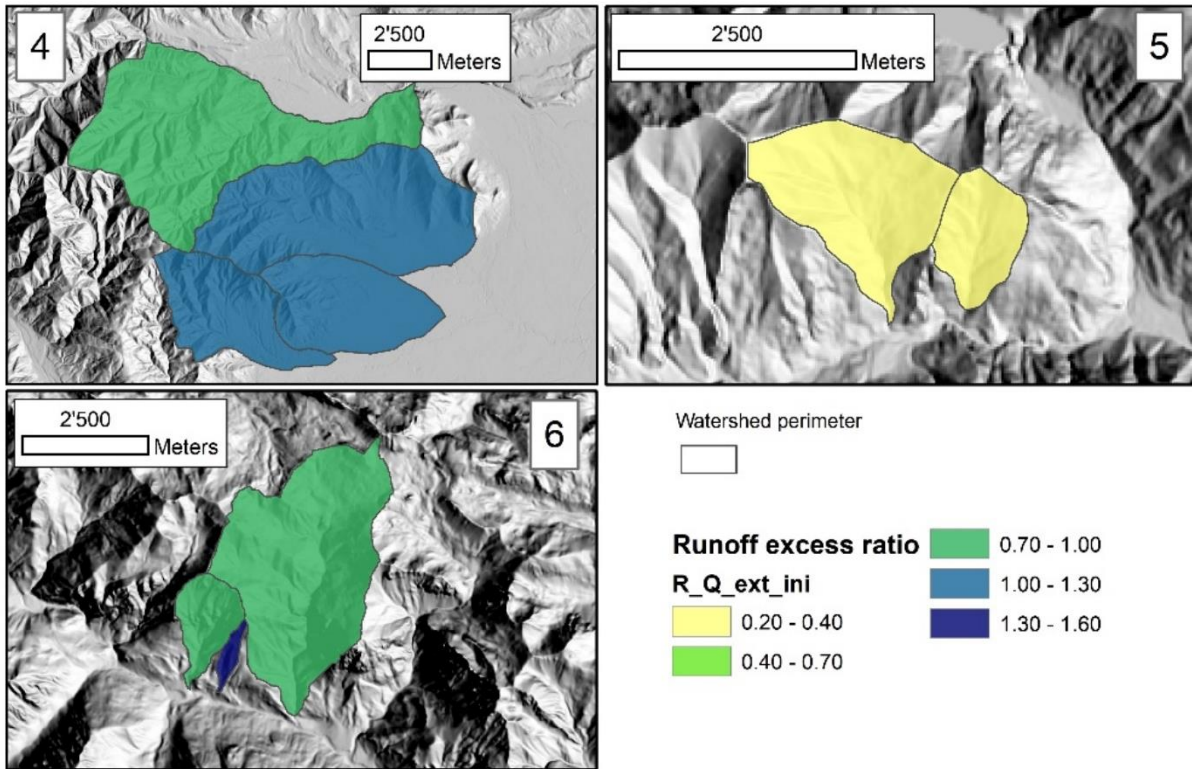 4
2'500
Meters
2'500
Meters
5
2'500
Meters
6
Watershed perimeter
Runoff excess ratio
R_Q_ext_ini
0.20 - 0.40
0.40 - 0.70
0.70 - 1.00
1.00 - 1.30
1.30 - 1.60